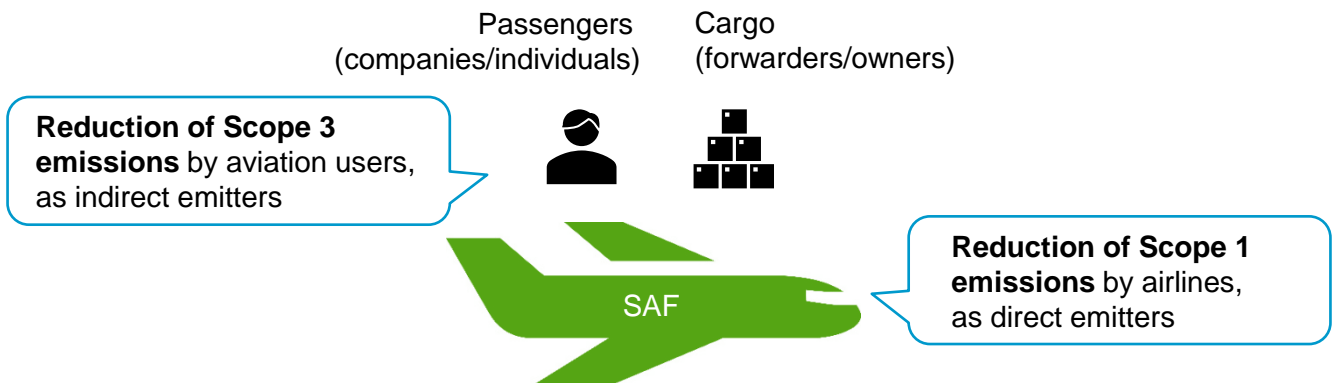 Passengers
(companies/individuals)
Cargo
(forwarders/owners)
Reduction of Scope 3
emissions by aviation users,
as indirect emitters
SAF
Reduction of Scope 1
emissions by airlines,
as direct emitters